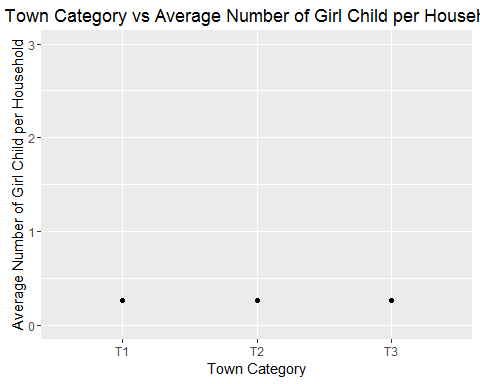 Town Category vs Average Number of Girl Child per Househ
Average Number of Girl Child per Household
3
2
1
0
T1 T2 T3
Town Category